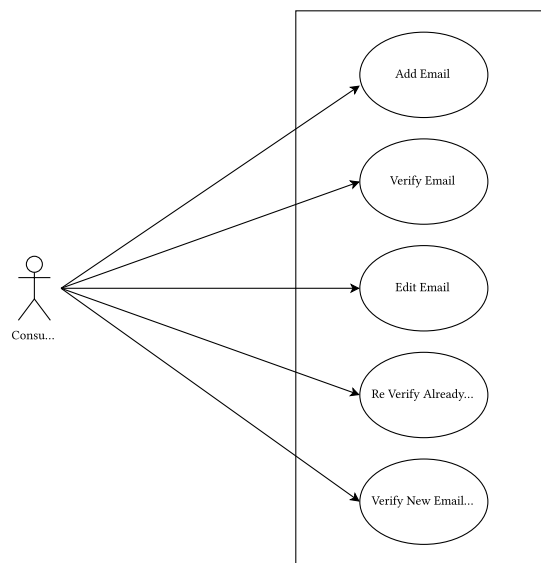 Add Email
Verify Email
Edit Email
Consu...
Re Verify Already...
Verify New Email...